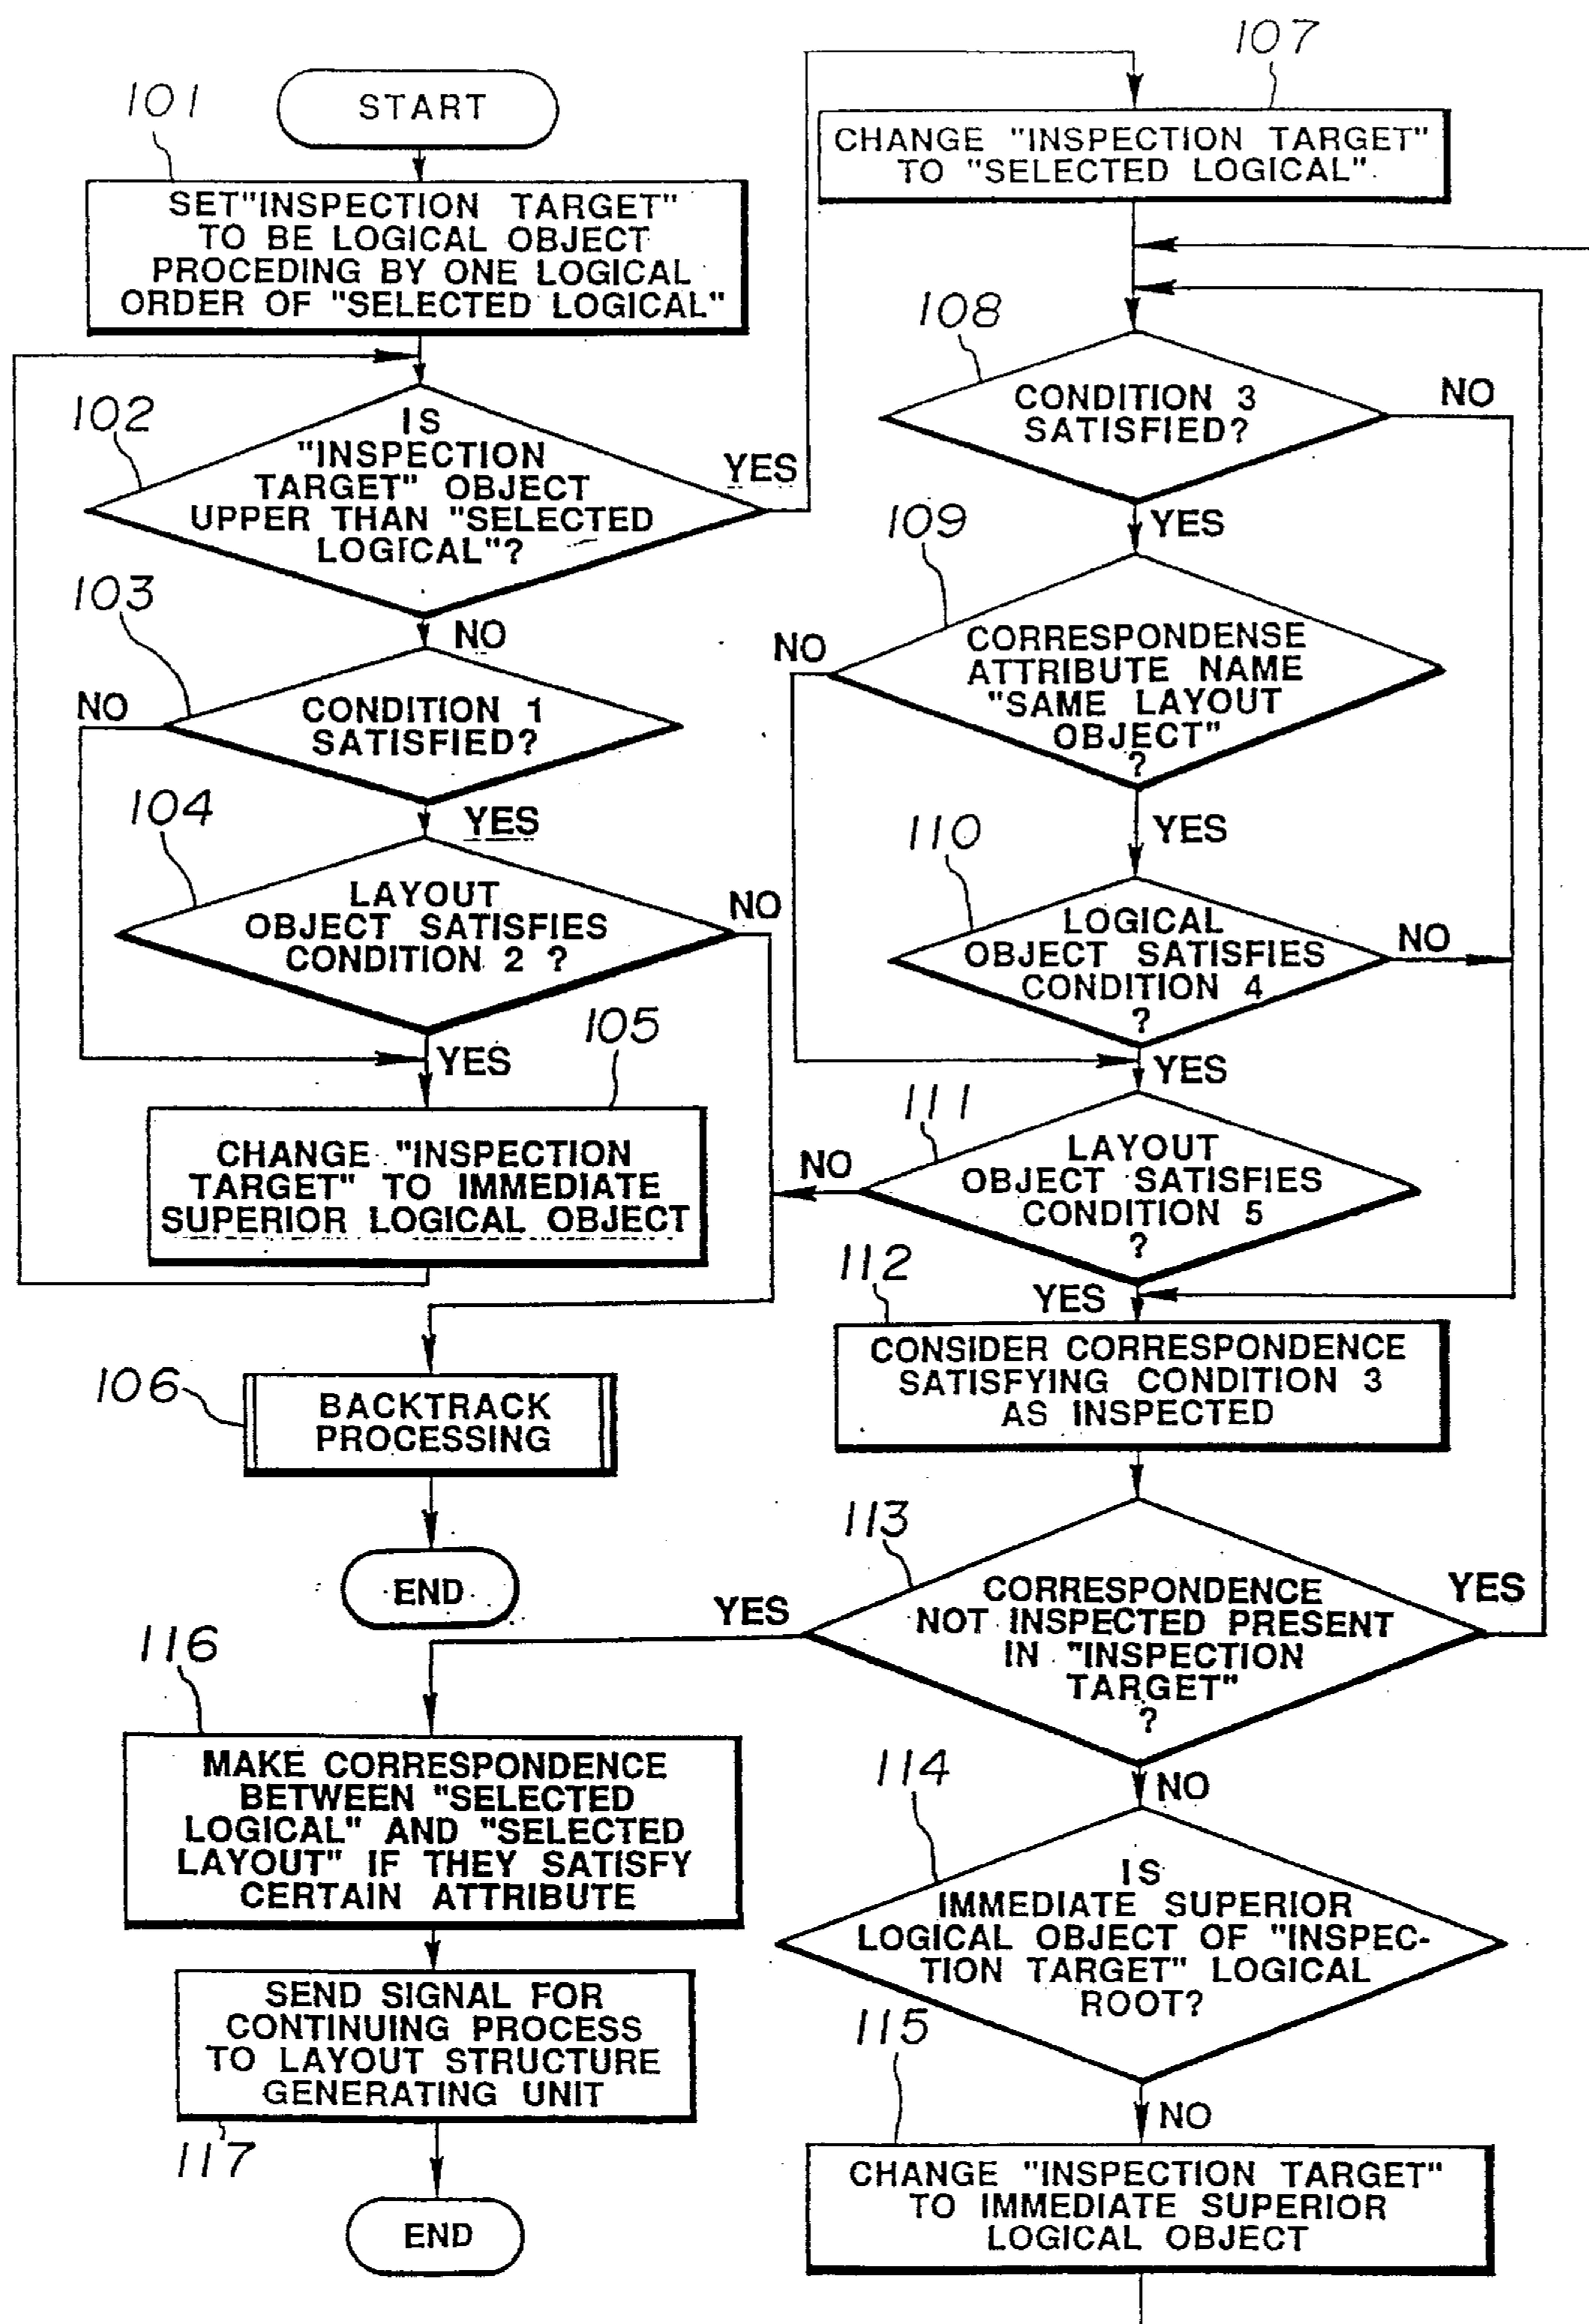 START
101
SET"INSPECTION TARGET"
TO BE LOGICAL OBJECT
PROCEDING BY ONE LOGICAL
ORDER OF "SELECTED LOGICAL"
102
IS
"INSPECTION
TARGET" OBJECT
UPPER THAN "SELECTED
LOGICAL"?
YES
NO
103
CONDITION 1
SATISFIED?
NO
YES
104
LAYOUT
OBJECT SATISFIES
CONDITION 2 ?
NO
YES
105
CHANGE "INSPECTION
TARGET" TO IMMEDIATE
SUPERIOR LOGICAL OBJECT
106
BACKTRACK
PROCESSING
END
107
CHANGE "INSPECTION TARGET"
TO "SELECTED LOGICAL"
108
CONDITION 3
SATISFIED?
NO
YES
109
CORRESPONDENSE
ATTRIBUTE NAME
"SAME LAYOUT
OBJECT"
?
NO
YES
110
LOGICAL
OBJECT SATISFIES
CONDITION 4
?
NO
YES
111
LAYOUT
OBJECT SATISFIES
CONDITION 5
?
NO
YES
112
CONSIDER CORRESPONDENCE
SATISFYING CONDITION 3
AS INSPECTED
113
CORRESPONDENCE
NOT INSPECTED PRESENT
IN "INSPECTION
TARGET"
?
YES
YES
NO
114
IS
IMMEDIATE SUPERIOR
LOGICAL OBJECT OF "INSPEC-
TION TARGET" LOGICAL
ROOT?
NO
115
CHANGE "INSPECTION TARGET"
TO IMMEDIATE SUPERIOR
LOGICAL OBJECT
116
MAKE CORRESPONDENCE
BETWEEN "SELECTED
LOGICAL" AND "SELECTED
LAYOUT" IF THEY SATISFY
CERTAIN ATTRIBUTE
SEND SIGNAL FOR
CONTINUING PROCESS
TO LAYOUT STRUCTURE
GENERATING UNIT
117
END